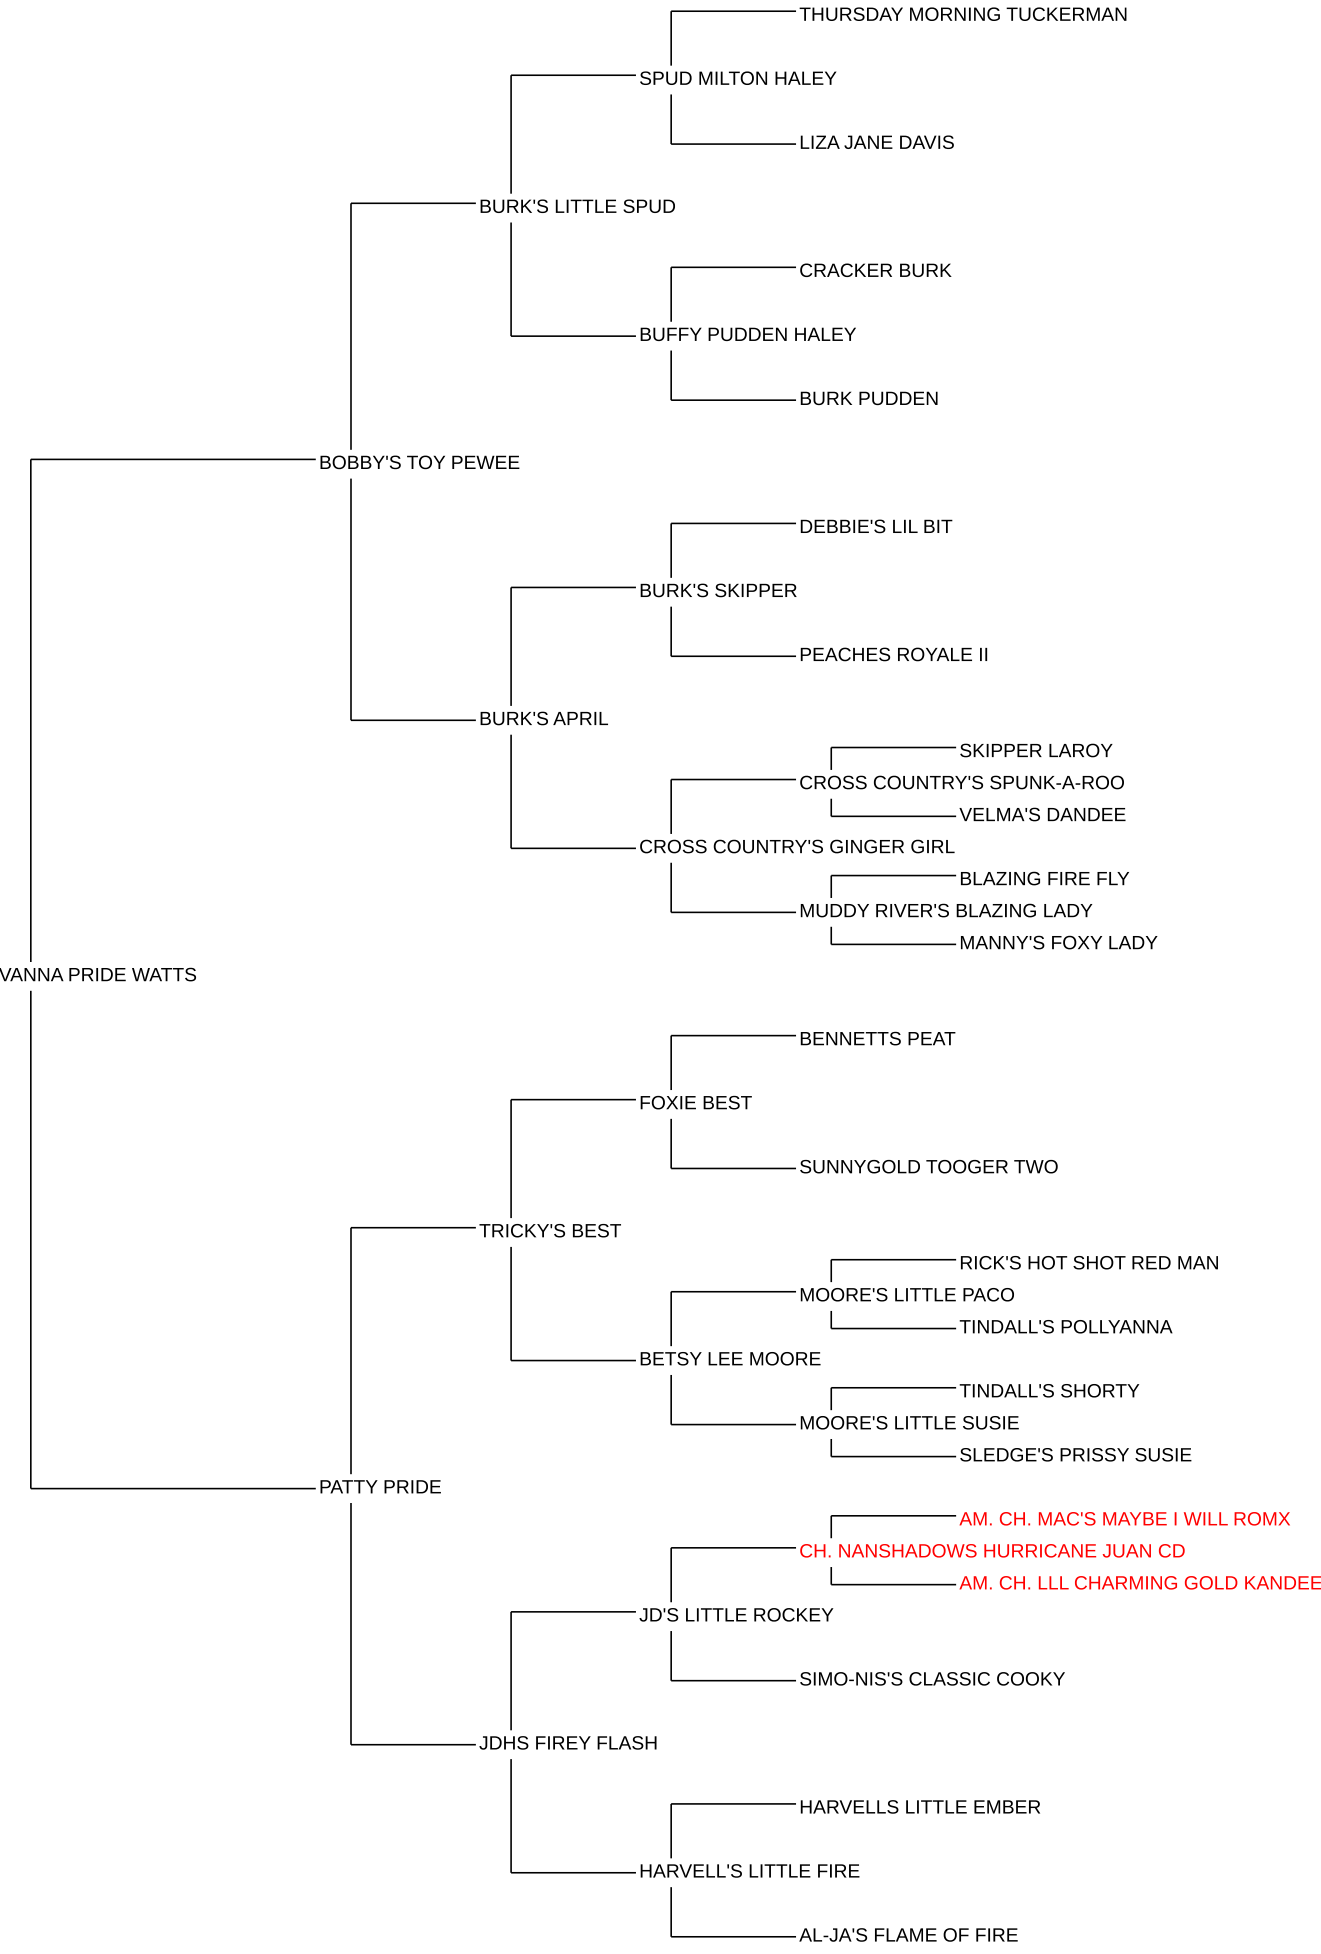 THURSDAY MORNING TUCKERMAN
SPUD MILTON HALEY
LIZA JANE DAVIS
BURK'S LITTLE SPUD
CRACKER BURK
BUFFY PUDDEN HALEY
BURK PUDDEN
BOBBY'S TOY PEWEE
DEBBIE'S LIL BIT
BURK'S SKIPPER
PEACHES ROYALE II
BURK'S APRIL
SKIPPER LAROY
CROSS COUNTRY'S SPUNK-A-ROO
VELMA'S DANDEE
CROSS COUNTRY'S GINGER GIRL
BLAZING FIRE FLY
MUDDY RIVER'S BLAZING LADY
MANNY'S FOXY LADY
VANNA PRIDE WATTS
BENNETTS PEAT
FOXIE BEST
SUNNYGOLD TOOGER TWO
TRICKY'S BEST
RICK'S HOT SHOT RED MAN
MOORE'S LITTLE PACO
TINDALL'S POLLYANNA
BETSY LEE MOORE
TINDALL'S SHORTY
MOORE'S LITTLE SUSIE
SLEDGE'S PRISSY SUSIE
PATTY PRIDE
AM. CH. MAC'S MAYBE I WILL ROMX
CH. NANSHADOWS HURRICANE JUAN CD
AM. CH. LLL CHARMING GOLD KANDEE
JD'S LITTLE ROCKEY
SIMO-NIS'S CLASSIC COOKY
JDHS FIREY FLASH
HARVELLS LITTLE EMBER
HARVELL'S LITTLE FIRE
AL-JA'S FLAME OF FIRE